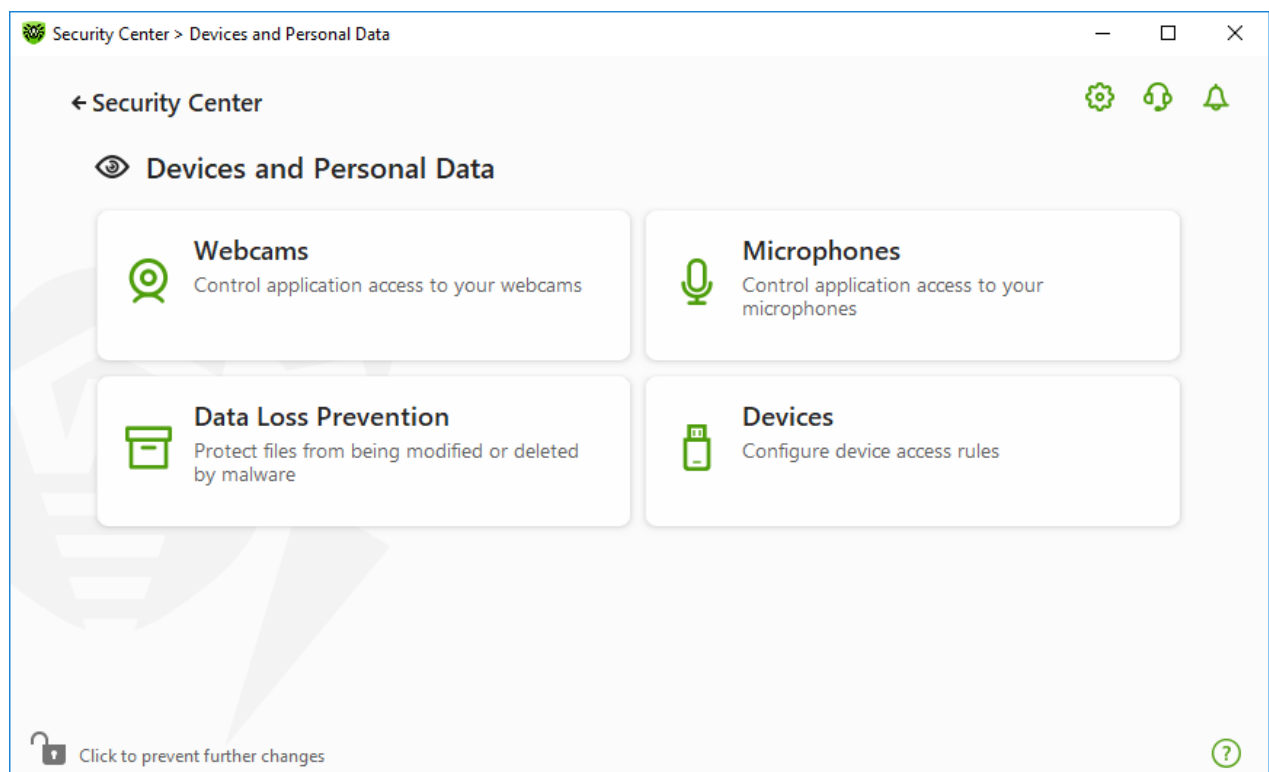 Security Center > Devices and Personal Data
Security Center
Devices and Personal Data
Webcams
Control application access to your webcams
Microphones
Control application access to your
microphones
Data Loss Prevention
Protect files from being modified or deleted
by malware
Devices
Configure device access rules
Click to prevent further changes
?